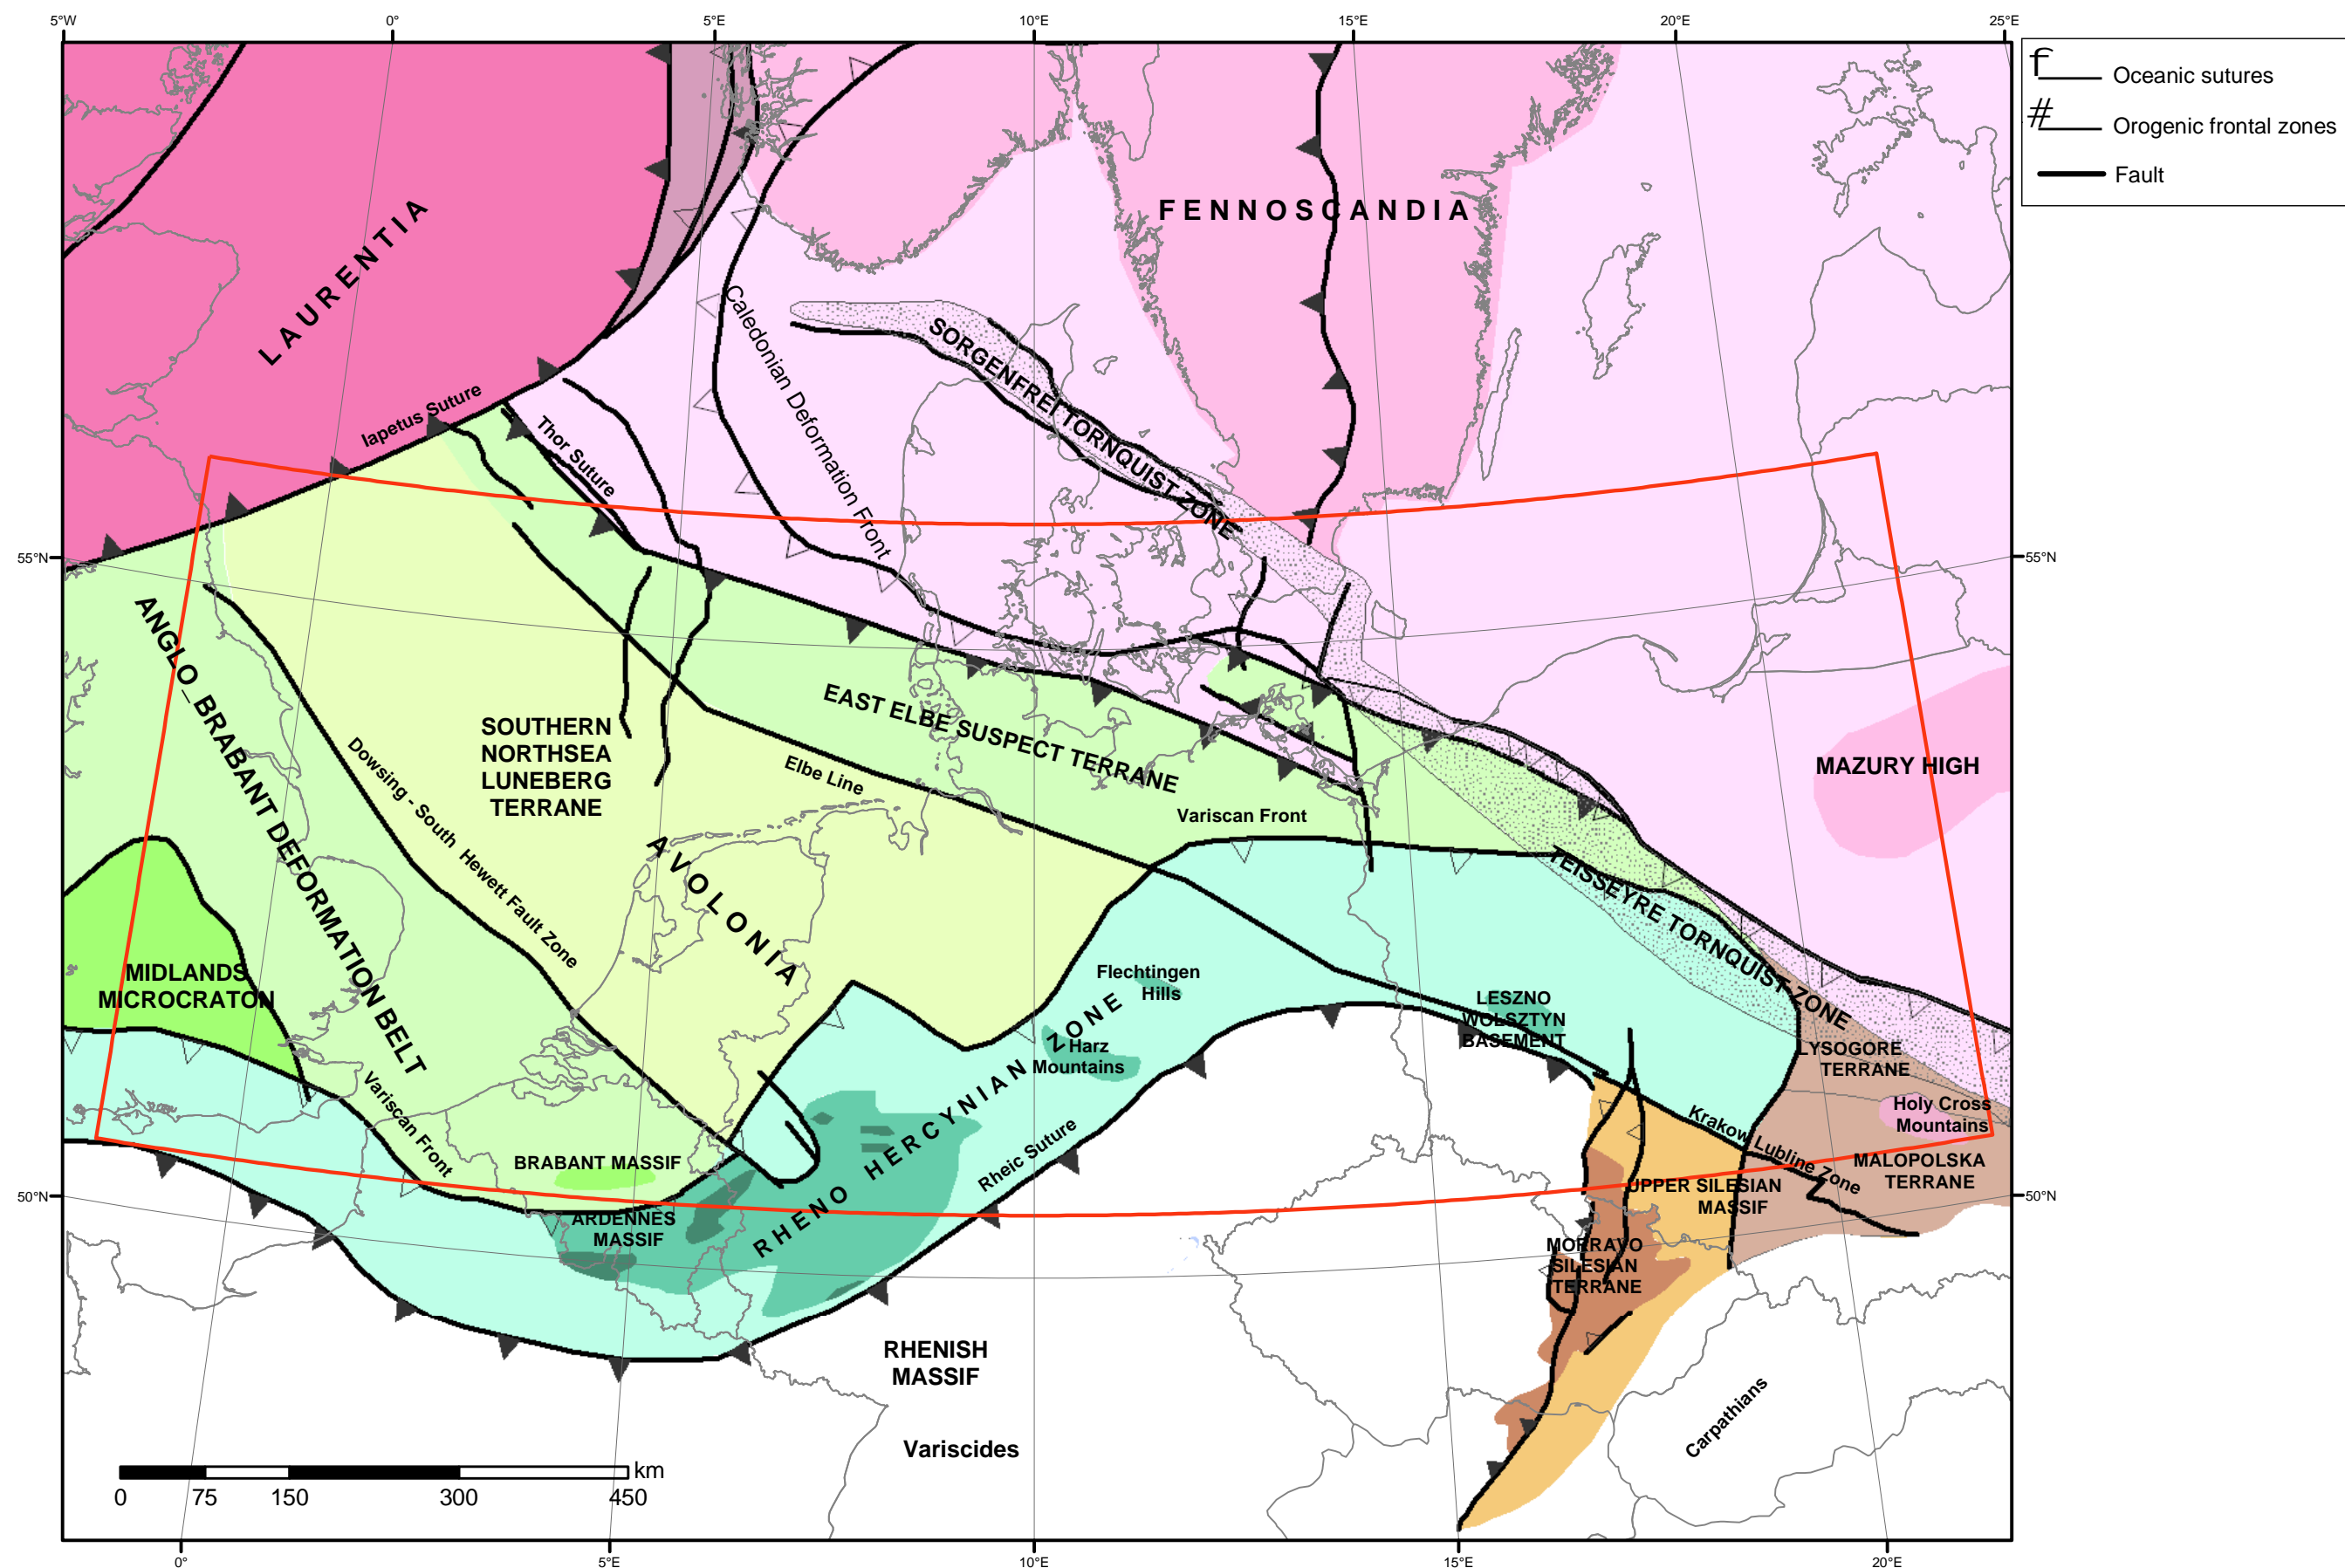 5°W
0°
5°E
10°E
15°E
20°E
25°E
f
Oceanic sutures
#
Orogenic frontal zones
Fault
LAURENTIA
FENNOSCANDIA
Caledonian Deformation Front
SORGENFREI TORNQUIST ZONE
Iapetus Suture
Thor Suture
55°N
55°N
ANGLO_BRABANT DEFORMATION BELT
SOUTHERN
NORTHSEA
LUNEBERG
TERRANE
EAST ELBE SUSPECT TERRANE
Elbe Line
Dowsing - South Hewett Fault Zone
MAZURY HIGH
Variscan Front
AVOLONIA
TEISSEYRE TORNQUIST ZONE
MIDLANDS
MICROCRATON
Flechtingen
Hills
LESZNO
WOLSZTYN
BASEMENT
Harz
Mountains
LYSOGORE
TERRANE
Holy Cross
Mountains
Krakow Lubline Zone
MALOPOLSKA
TERRANE
Variscan Front
BRABANT MASSIF
RHENO HERCYNIAN ZONE
Rheic Suture
50°N
50°N
UPPER SILESIAN
MASSIF
ARDENNES
MASSIF
MORRAVO
SILESIAN
TERRANE
RHENISH
MASSIF
Variscides
Carpathians
km
0
75
150
300
450
0°
5°E
10°E
15°E
20°E